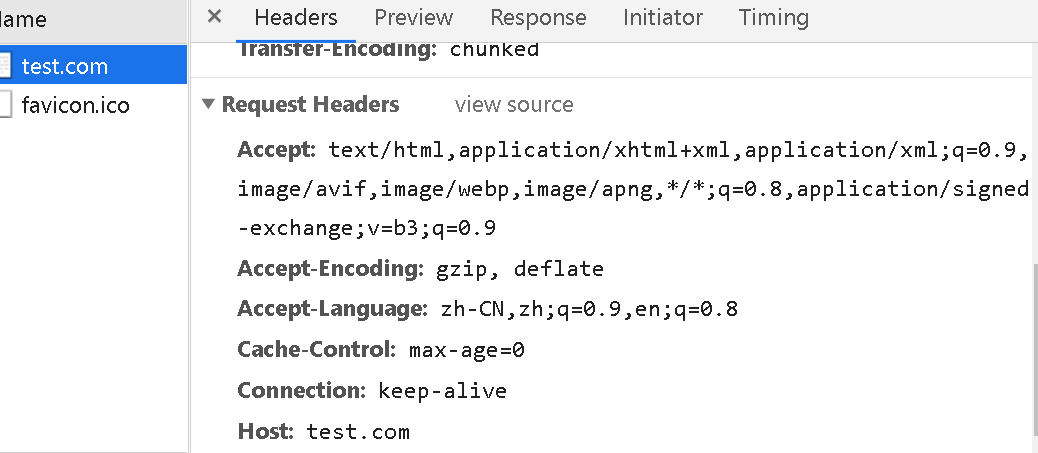 Name
Headers Preview Response Initiator Timing
Transfer-Encoding: chunked
test.com
favicon.ico
Request Headers view source
Accept: text/html,application/xhtml+xml,application/xml;q=0.9,
image/avif,image/webp,image/apng,*/*;q=0.8,application/signed
-exchange;v=b3;q=0.9
Accept-Encoding: gzip, deflate
Accept-Language: zh-CN,zh;q=0.9,en;q=0.8
Cache-Control: max-age=0
Connection: keep-alive
Host: test.com